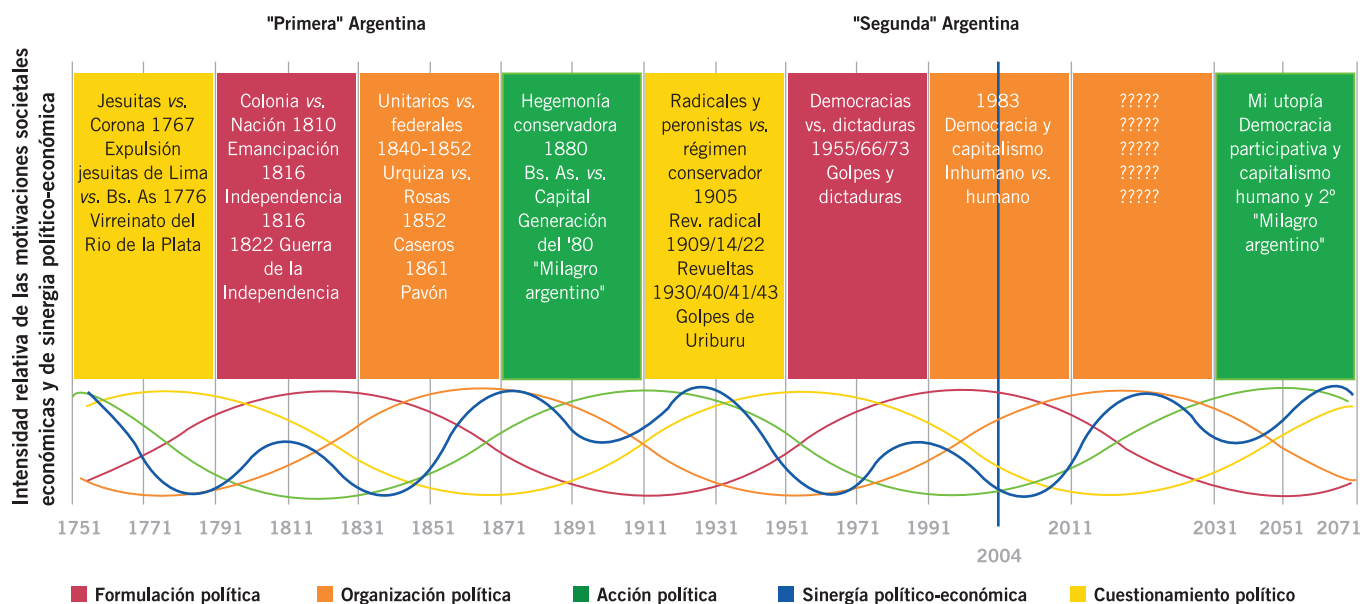 "Primera" Argentina
"Segunda" Argentina
Intensidad relativa de las motivaciones societales
económicas y de sinergia político-económica
Jesuitas vs.
Corona 1767
Expulsión
jesuitas de Lima
vs. Bs. As 1776
Virreinato del
Rio de la Plata
Colonia vs.
Nación 1810
Emancipación
1816
Independencia
1816
1822 Guerra
de la
Independencia
Unitarios vs.
federales
1840-1852
Urquiza vs.
Rosas
1852
Caseros
1861
Pavón
Hegemonía
conservadora
1880
Bs. As. vs.
Capital
Generación
del '80
"Milagro
argentino"
Radicales y
peronistas vs.
régimen
conservador
1905
Rev. radical
1909/14/22
Revueltas
1930/40/41/43
Golpes de
Uriburu
Democracias
vs. dictaduras
1955/66/73
Golpes y
dictaduras
1983
Democracia y
capitalismo
Inhumano vs.
humano
?????
?????
?????
?????
?????
Mi utopía
Democracia
participativa y
capitalismo
humano y 2º
"Milagro
argentino"
1751 1771 1791 1811 1831 1851 1871 1891 1911 1931 1951 1971 1991 2011 2031 2051 2071
2004
Formulación política
Organización política
Acción política
Sinergía político-económica
Cuestionamiento político